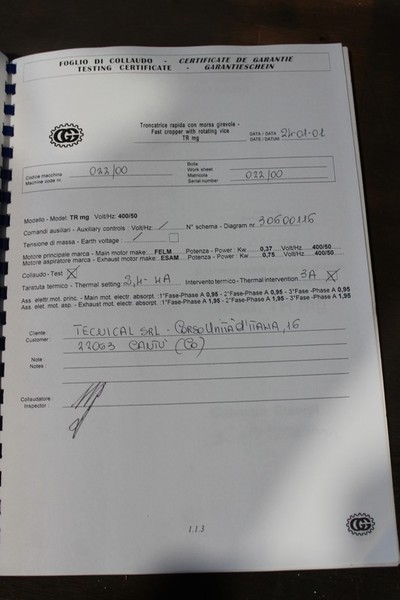 FOGLIO DI COLLAUDO - CERTIFICATE DE GARANTIE
TESTING CERTIFICATE - GARANTIESCHEIN
Troncatrice rapida con morsa girevole -
Fast cropper with rotating vice
TR mg
DATA / DATA
DATE / DATUM 24-01-01
Codice macchina
Machine code nr. 022/00
Bolla
Work sheet
Matricola
Serial number 022/00
Modello - Model: TR mg Volt/Hz: 400/50
Comandi ausiliari - Auxiliary controls : Volt/Hz / N° schema - Diagram nr 30600116
Tensione di massa - Earth voltage : /
Motore principale marca - Main motor make: FELM Potenza - Power : Kw 0,37 Volt/Hz 400/50
Motore aspiratore marca - Exhaust motor make: ESAM Potenza - Power : Kw 0,75 Volt/Hz 400/50
Collaudo - Test X
Taratura termico - Thermal setting: 2,4-4A Intervento termico - Thermal intervention 3A X
Ass. elettr. mot. princ. - Main mot. electr. absorpt. :1°Fase-Phase A 0,95 - 2°Fase-Phase A 0,95 - 3°Fase -Phase A 0,95
Ass. elet. mot. asp. - Exhaust mot. electr. absorpt :1°Fase-Phase A 1,95 - 2°Fase-Phase A 1,95 - 3°Fase -Phase A 1,95
Cliente
Customer TECNICAL SRL - CORSO UNITÀ D'ITALIA, 16
22063 CANTU' (CO)
Note:
Notes :
Collaudatore :
Inspector :
1.1.3